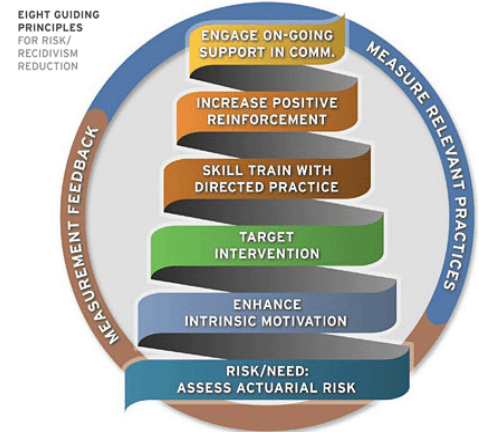 EIGHT GUIDING
PRINCIPLES
FOR RISK/
RECIDIVISM
REDUCTION
ENGAGE ON-GOING
SUPPORT IN COMM.
INCREASE POSITIVE
REINFORCEMENT
SKILL TRAIN WITH
DIRECTED PRACTICE
TARGET
INTERVENTION
ENHANCE
INTRINSIC MOTIVATION
RISK/NEED:
ASSESS ACTUARIAL RISK
MEASURE RELEVANT PRACTICES
MEASUREMENT FEEDBACK